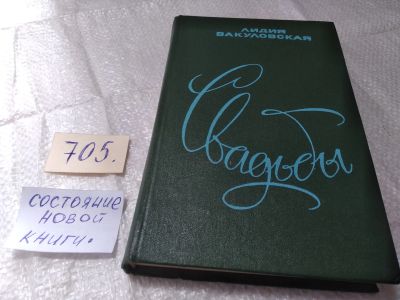 ЛИДИЯ
ВАКУЛОВСКАЯ
Свадьбы
705.
СОСТОЯНИЕ
НОВОЙ
КНИГИ.